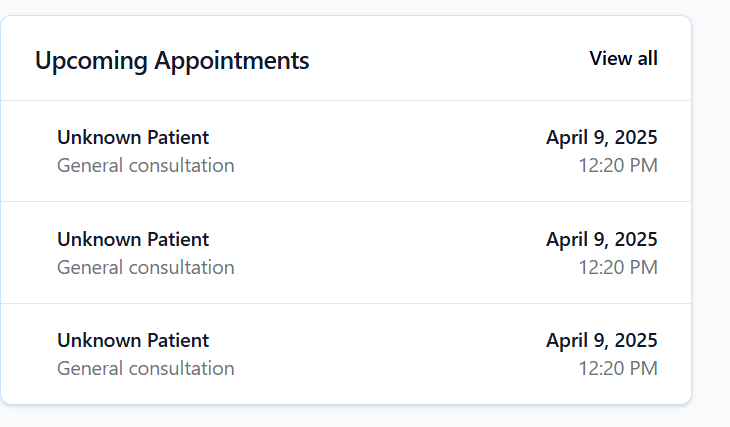 Upcoming Appointments
View all
Unknown Patient
April 9, 2025
General consultation
12:20 PM
Unknown Patient
April 9, 2025
General consultation
12:20 PM
Unknown Patient
April 9, 2025
General consultation
12:20 PM